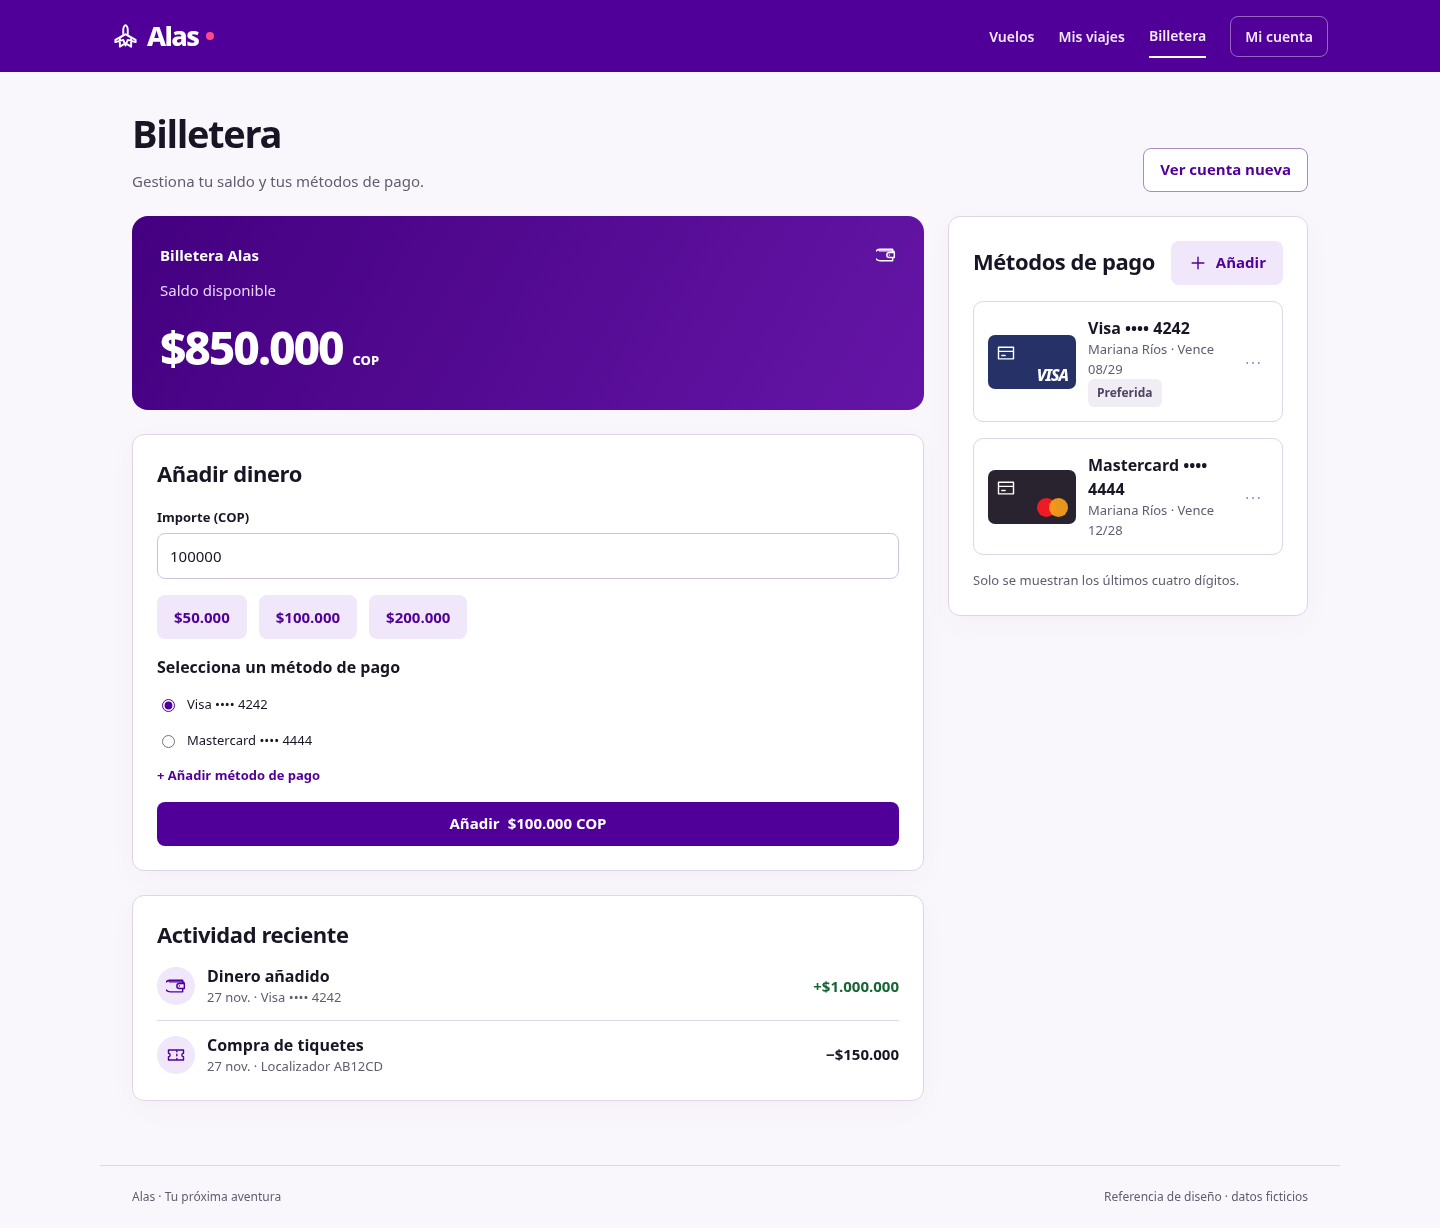 Alas
Vuelos
Mis viajes
Billetera
Mi cuenta
Billetera
Gestiona tu saldo y tus métodos de pago.
Ver cuenta nueva
Billetera Alas
Saldo disponible
$850.000 COP
Añadir dinero
Importe (COP)
100000
$50.000
$100.000
$200.000
Selecciona un método de pago
Visa •••• 4242
Mastercard •••• 4444
+ Añadir método de pago
Añadir $100.000 COP
Actividad reciente
Dinero añadido
27 nov. · Visa •••• 4242
+$1.000.000
Compra de tiquetes
27 nov. · Localizador AB12CD
−$150.000
Métodos de pago
Añadir
VISA
Visa •••• 4242
Mariana Ríos · Vence
08/29
Preferida
Mastercard ••••
4444
Mariana Ríos · Vence
12/28
Solo se muestran los últimos cuatro dígitos.
Alas · Tu próxima aventura
Referencia de diseño · datos ficticios